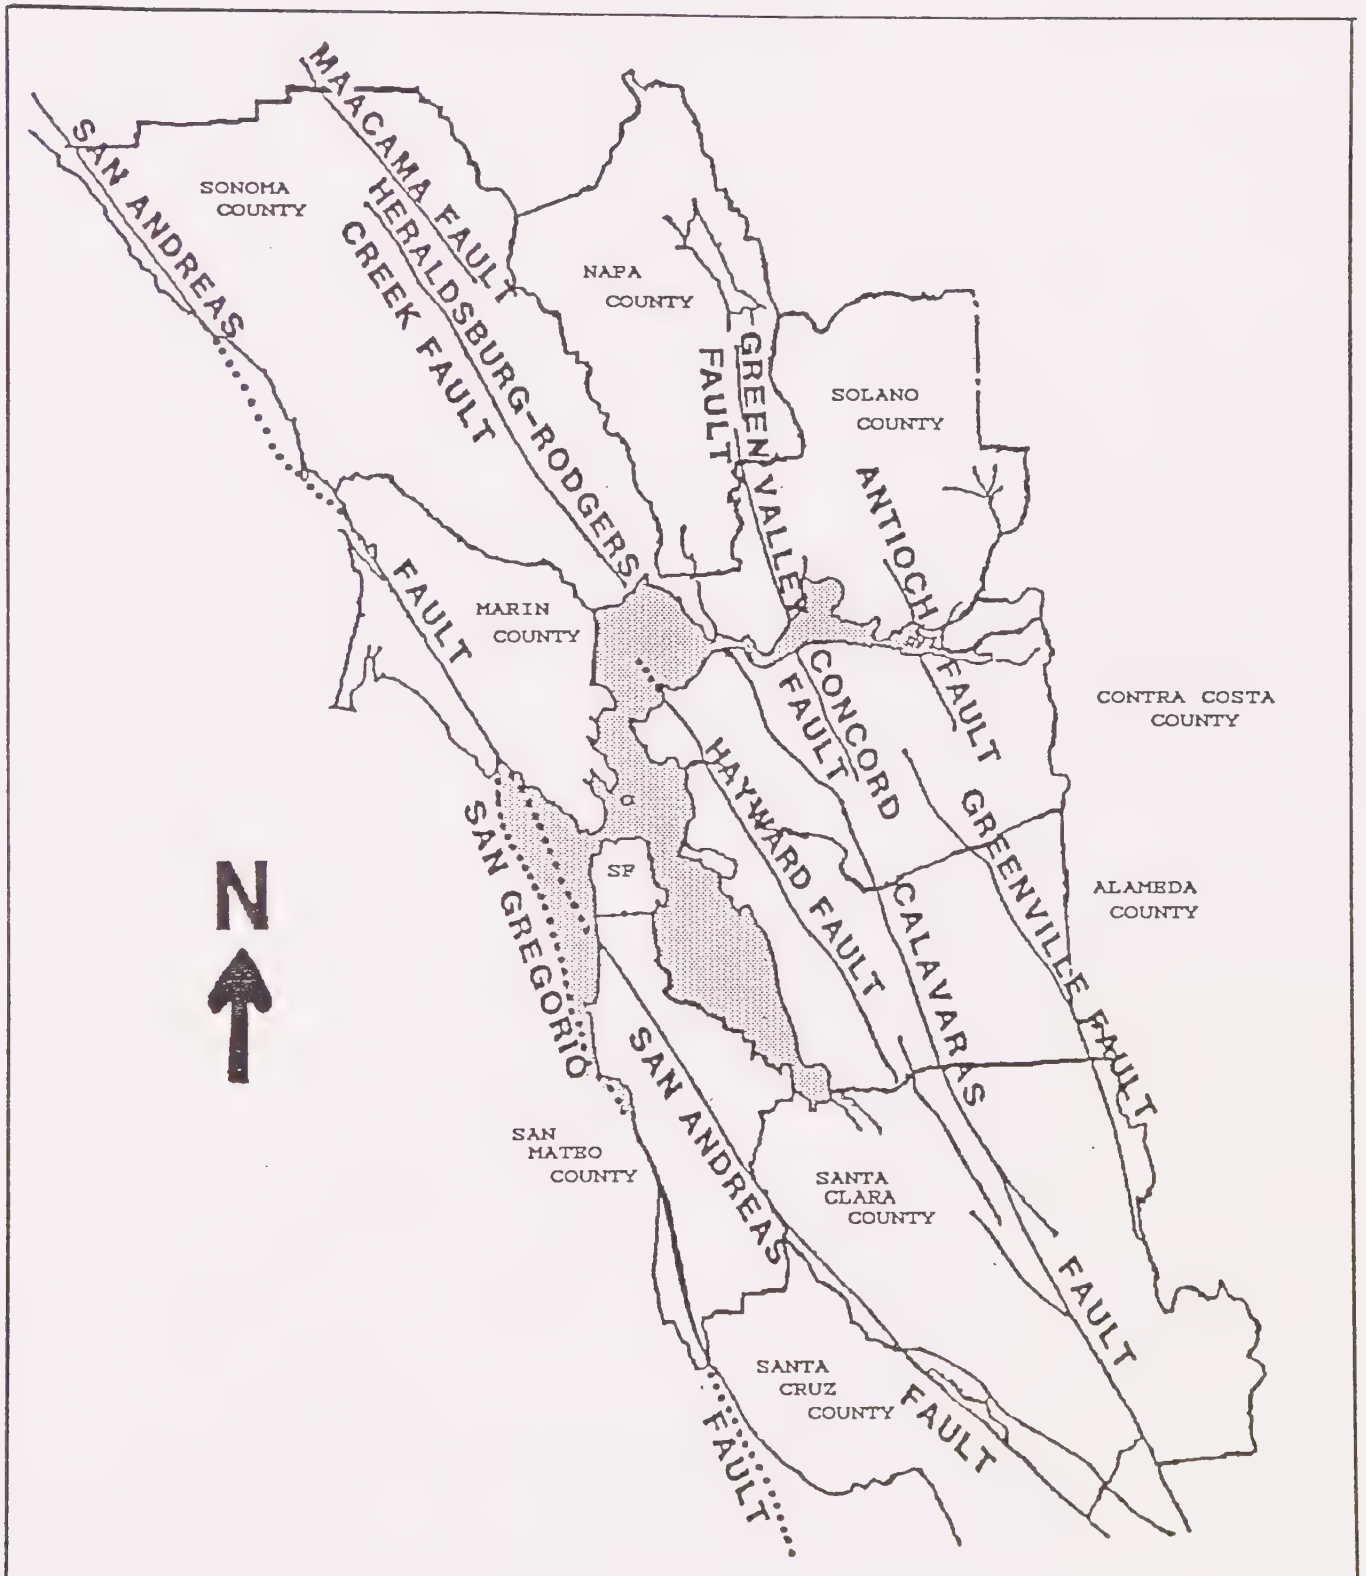 MAACAMA FAULT
SAN ANDREAS
FAULT
SONOMA
COUNTY
HERALDSBURG-RODGERS
CREEK FAULT
NAPA
COUNTY
GREEN VALLEY
FAULT
SOLANO
COUNTY
ANTIOCH
FAULT
MARIN
COUNTY
CONCORD
FAULT
CONTRA COSTA
COUNTY
HAYWARD FAULT
GREENVILLE FAULT
SAN GREGORIO
FAULT
SF
N
ALAMEDA
COUNTY
CALAVARAS
FAULT
SAN ANDREAS
FAULT
SAN
MATEO
COUNTY
SANTA
CLARA
COUNTY
SANTA
CRUZ
COUNTY